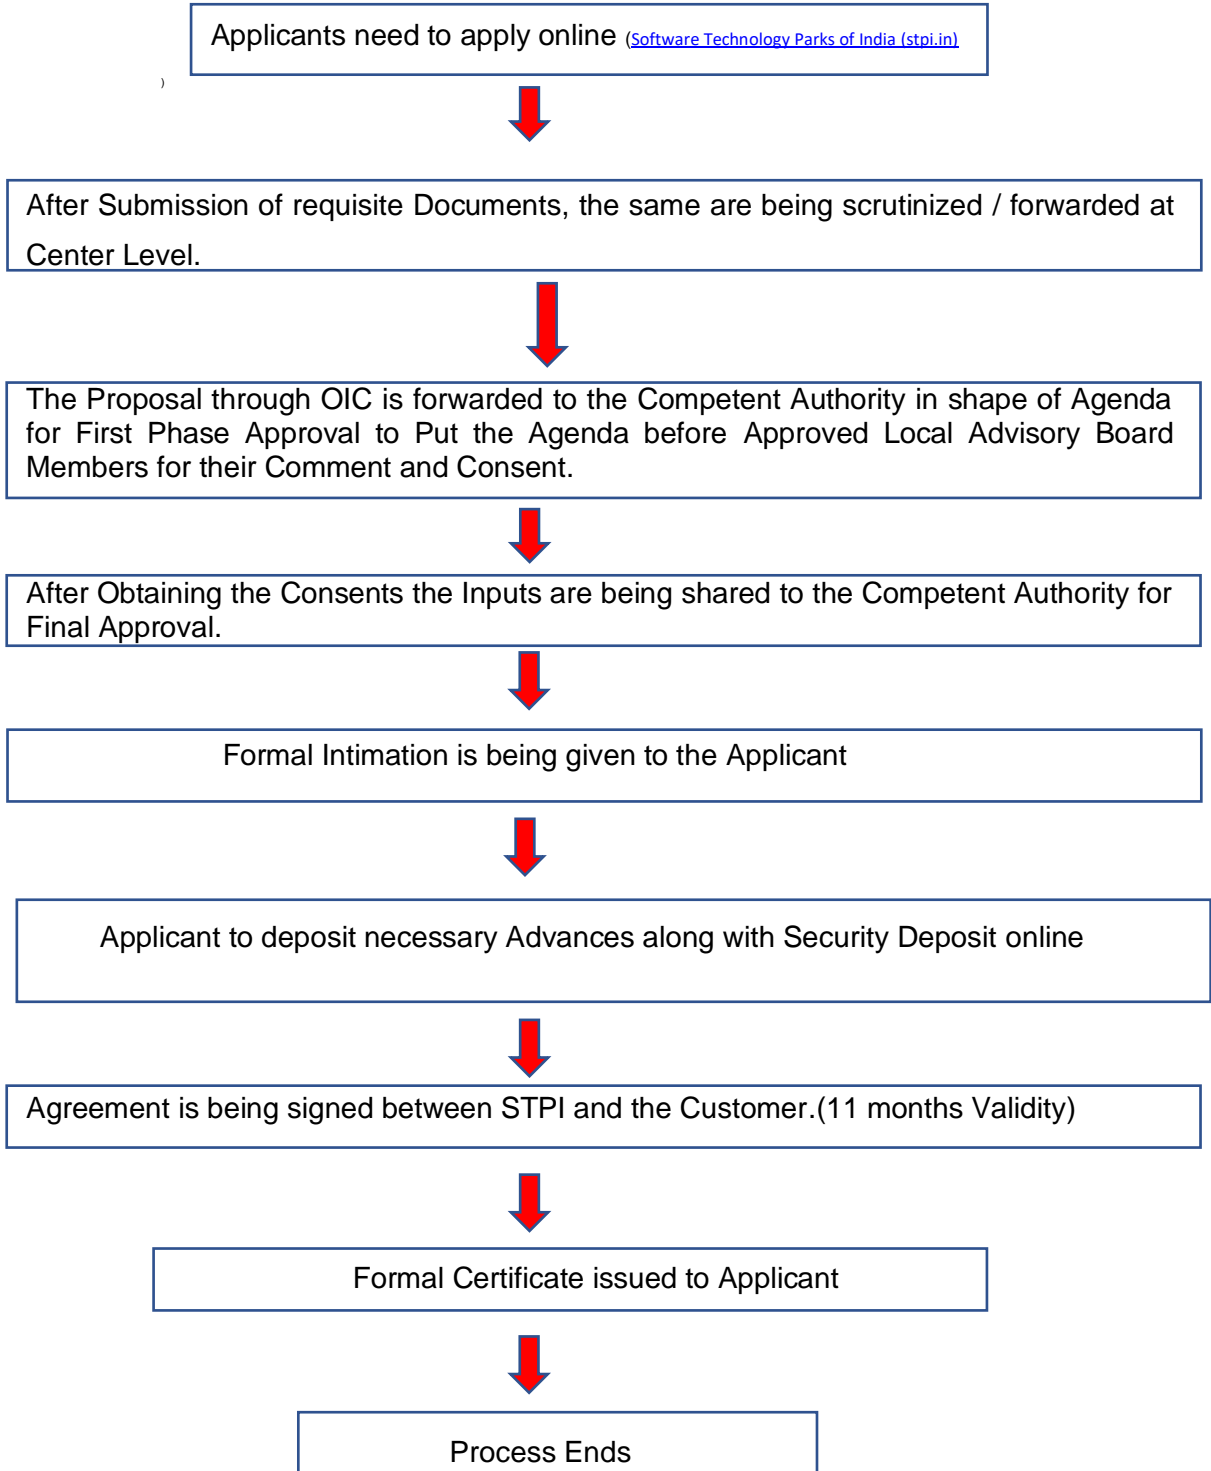 Applicants need to apply online (Software Technology Parks of India (stpi.in)
)
After Submission of requisite Documents, the same are being scrutinized / forwarded at
Center Level.
The Proposal through OIC is forwarded to the Competent Authority in shape of Agenda
for First Phase Approval to Put the Agenda before Approved Local Advisory Board
Members for their Comment and Consent.
After Obtaining the Consents the Inputs are being shared to the Competent Authority for
Final Approval.
Formal Intimation is being given to the Applicant
Applicant to deposit necessary Advances along with Security Deposit online
Agreement is being signed between STPI and the Customer.(11 months Validity)
Formal Certificate issued to Applicant
Process Ends